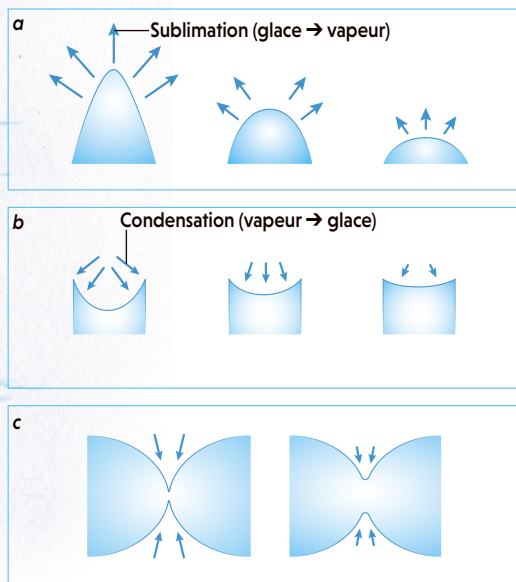 a
Sublimation (glace → vapeur)
b
Condensation (vapeur → glace)
c